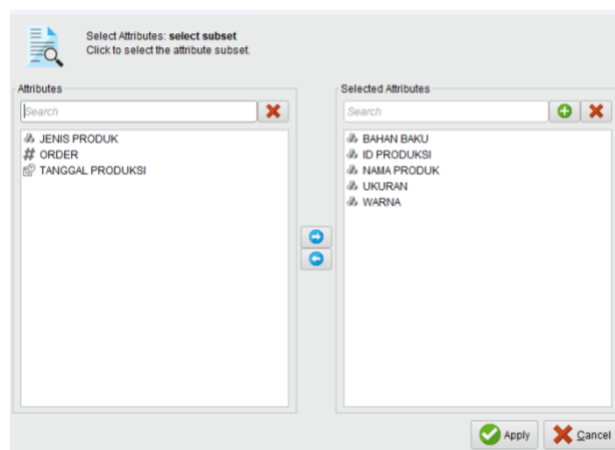 Select Attributes: select subset
Click to select the attribute subset.
Attributes
Search
JENIS PRODUK
# ORDER
TANGGAL PRODUKSI
Selected Attributes
Search
BAHAN BAKU
ID PRODUKSI
NAMA PRODUK
UKURAN
WARNA
Apply
Cancel